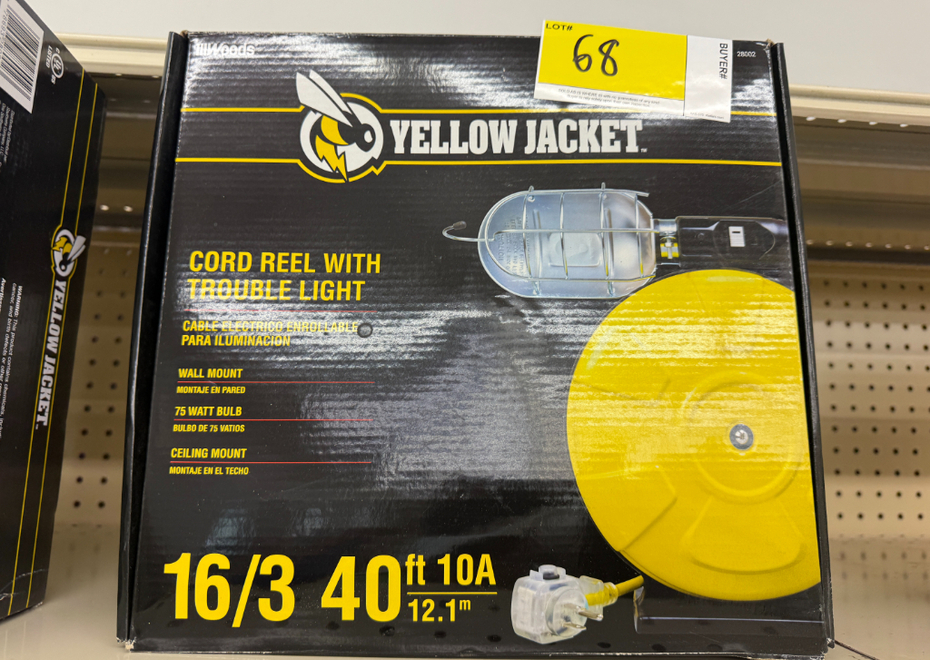 Woods
LOT#
68
BUYER#
28002
YELLOW JACKET™
CORD REEL WITH
TROUBLE LIGHT
CABLE ELECTRICO ENROLLABLE
PARA ILUMINACION
WALL MOUNT
MONTAJE EN PARED
75 WATT BULB
BULBO DE 75 VATIOS
CEILING MOUNT
MONTAJE EN EL TECHO
16/3 40ft 10A
12.1m
YELLOW JACKET.